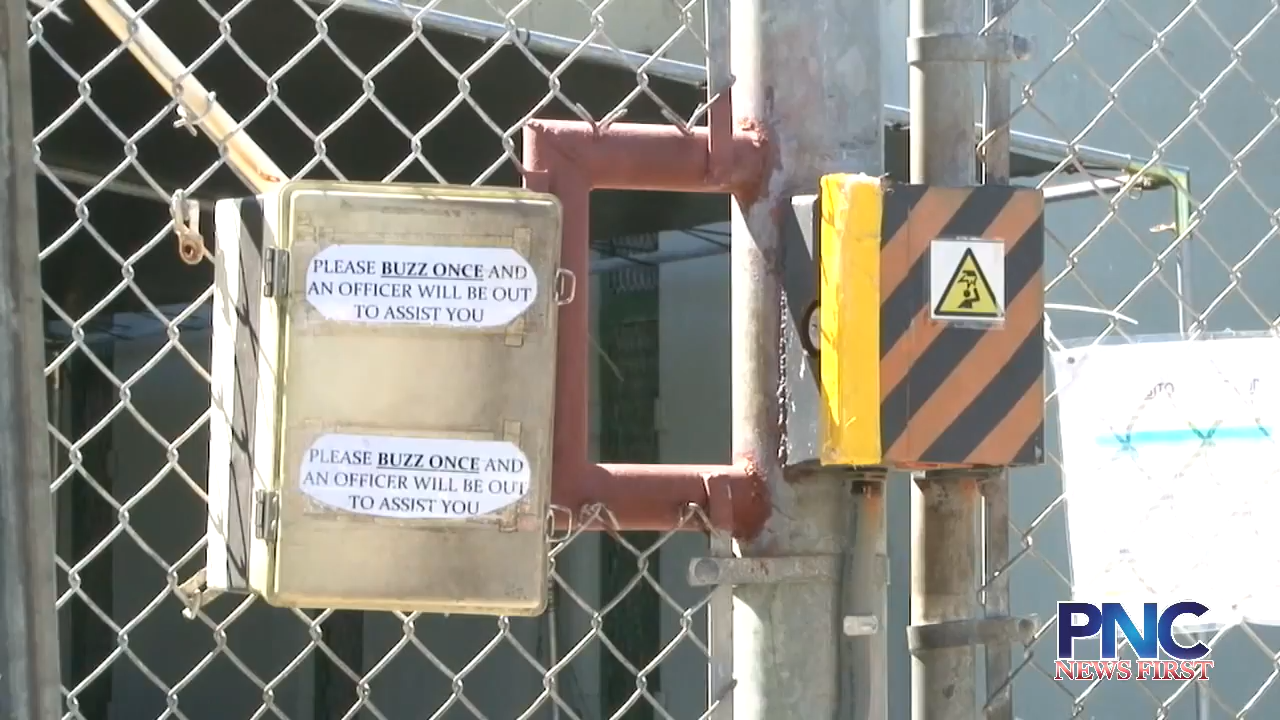 PLEASE BUZZ ONCE AND
AN OFFICER WILL BE OUT
TO ASSIST YOU
PLEASE BUZZ ONCE AND
AN OFFICER WILL BE OUT
TO ASSIST YOU
PNC
NEWS FIRST